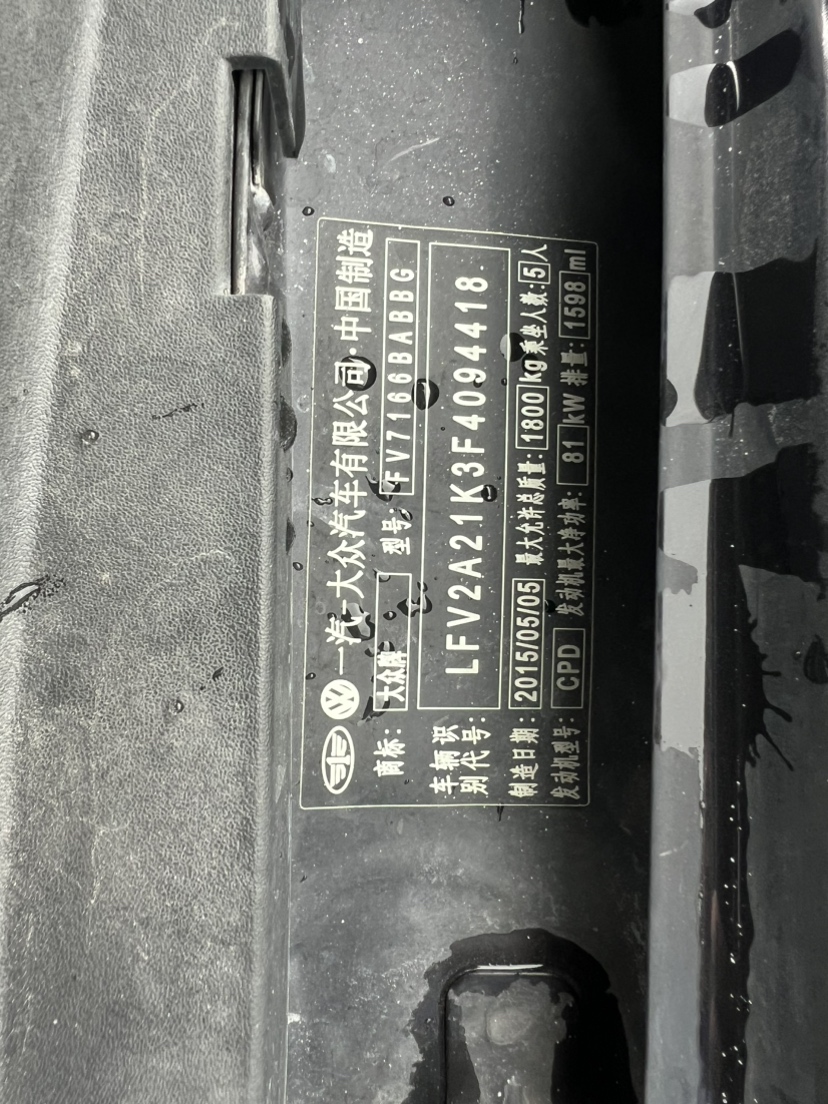 一汽-大众汽车有限公司·中国制造
商标: 大众牌 型号: FV7166BABBG
车辆识别代号: LFV2A21K3F4094418
制造日期: 2015/05/05 最大允许总质量: 1800 kg 乘坐人数: 5 人
发动机型号: CPD 发动机最大净功率: 81 kW 排量: 1598 ml